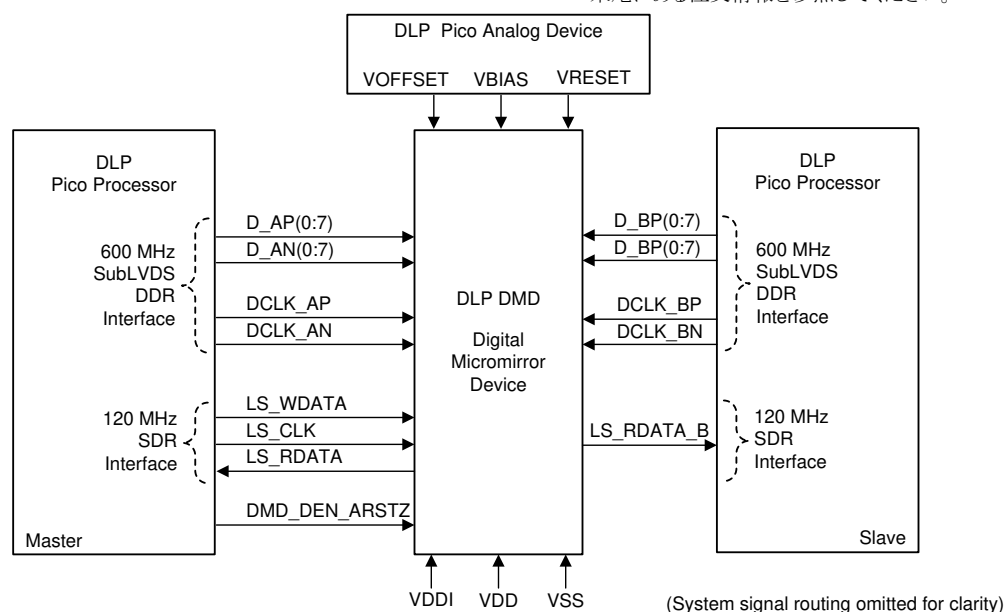 DLP Pico Analog Device
VOFFSET VBIAS VRESET
DLP
Pico Processor
D_AP(0:7)
D_AN(0:7)
600 MHz
SubLVDS
DDR
Interface
DCLK_AP
DCLK_AN
120 MHz
SDR
Interface
LS_WDATA
LS_CLK
LS_RDATA
DMD_DEN_ARSTZ
Master
DLP DMD
Digital
Micromirror
Device
DLP
Pico Processor
D_BP(0:7)
D_BP(0:7)
600 MHz
SubLVDS
DDR
Interface
DCLK_BP
DCLK_BN
LS_RDATA_B
120 MHz
SDR
Interface
Slave
VDDI VDD VSS
(System signal routing omitted for clarity)